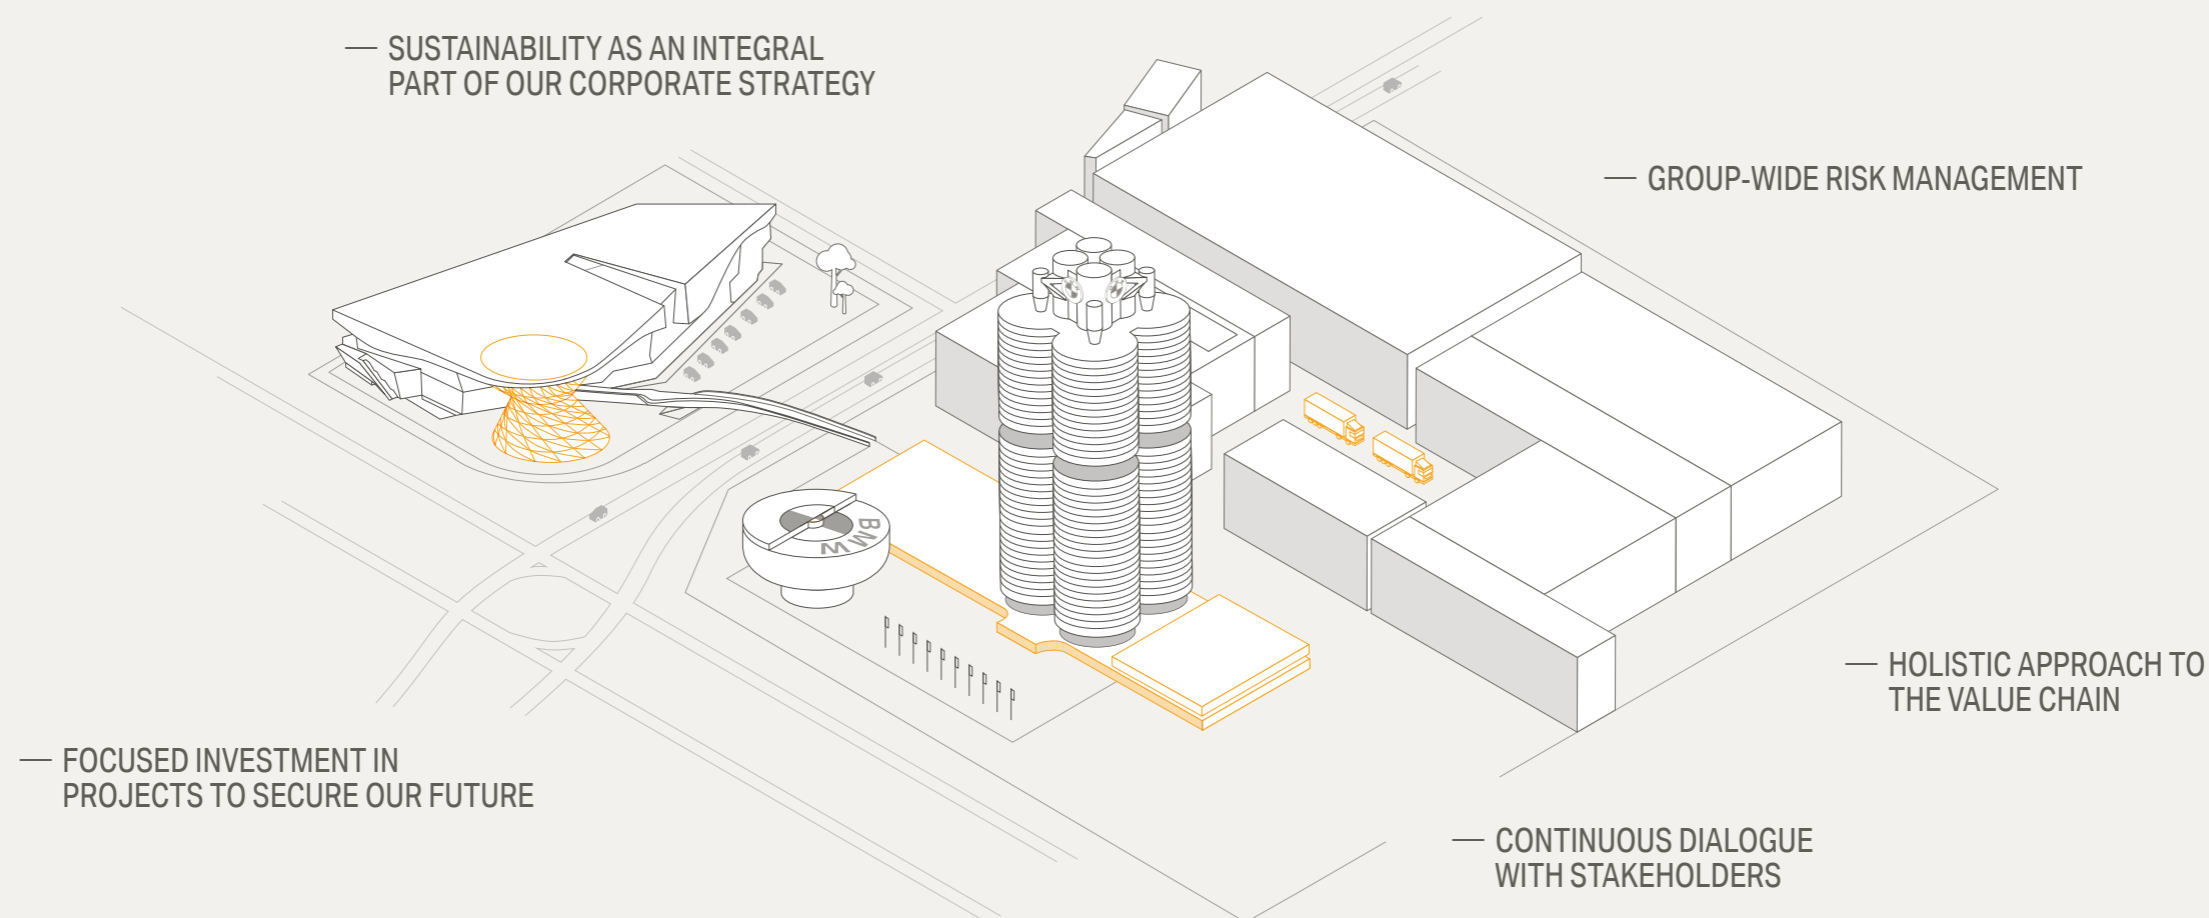 — SUSTAINABILITY AS AN INTEGRAL
PART OF OUR CORPORATE STRATEGY
— GROUP-WIDE RISK MANAGEMENT
BMW
— HOLISTIC APPROACH TO
THE VALUE CHAIN
— FOCUSED INVESTMENT IN
PROJECTS TO SECURE OUR FUTURE
— CONTINUOUS DIALOGUE
WITH STAKEHOLDERS